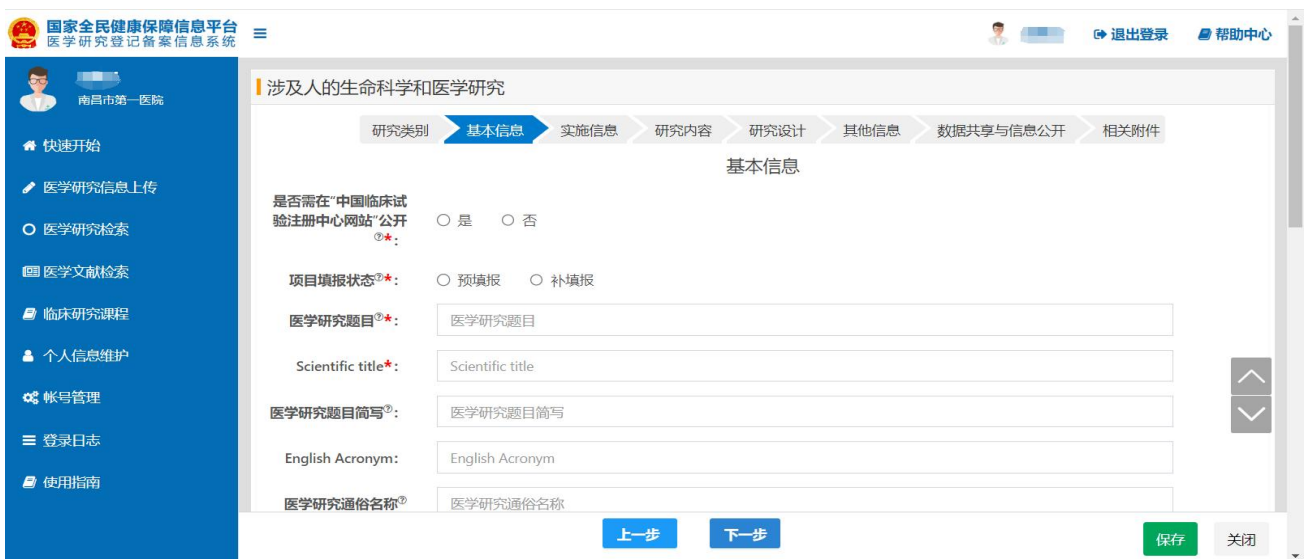 国家全民健康保障信息平台
医学研究登记备案信息系统
退出登录
帮助中心
南昌市第一医院
快速开始
医学研究信息上传
医学研究检索
医学文献检索
临床研究课程
个人信息维护
帐号管理
登录日志
使用指南
涉及人的生命科学和医学研究
研究类别 基本信息 实施信息 研究内容 研究设计 其他信息 数据共享与信息公开 相关附件
基本信息
是否需在“中国临床试
验注册中心网站”公开
?*: 是 否
项目填报状态?*: 预填报 补填报
医学研究题目?*: 医学研究题目
Scientific title*: Scientific title
医学研究题目简写?: 医学研究题目简写
English Acronym: English Acronym
医学研究通俗名称? 医学研究通俗名称
上一步 下一步 保存 关闭